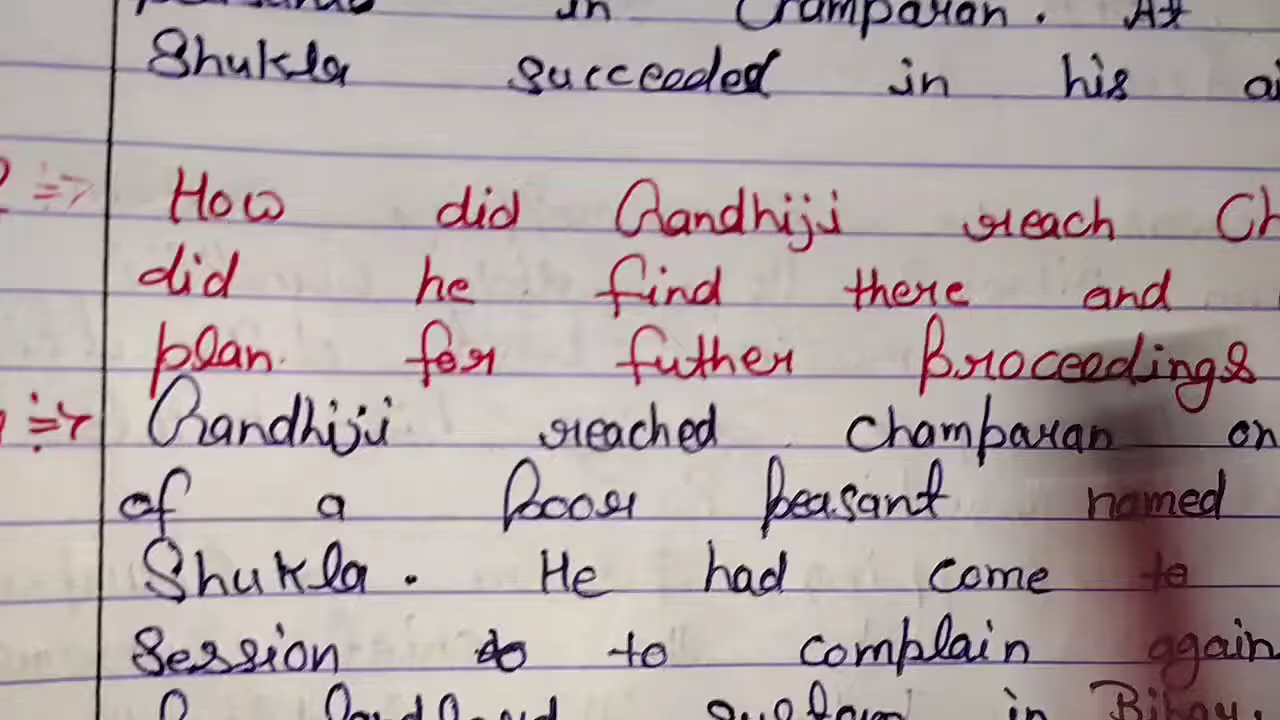 in Champaran. At
Shukla succeeded in his
⇒ How did Gandhiji reach
did he find there and
plan. for futher Proceedings
⇒ Gandhiji reached Champaran on
of a Poor peasant named
Shukla. He had come to
Session to to complain
in Bihar.